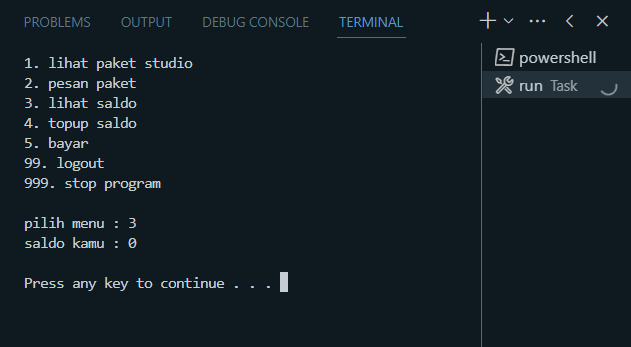 PROBLEMS OUTPUT DEBUG CONSOLE TERMINAL
1. lihat paket studio
2. pesan paket
3. lihat saldo
4. topup saldo
5. bayar
99. logout
999. stop program
pilih menu : 3
saldo kamu : 0
Press any key to continue . . .
powershell
run Task